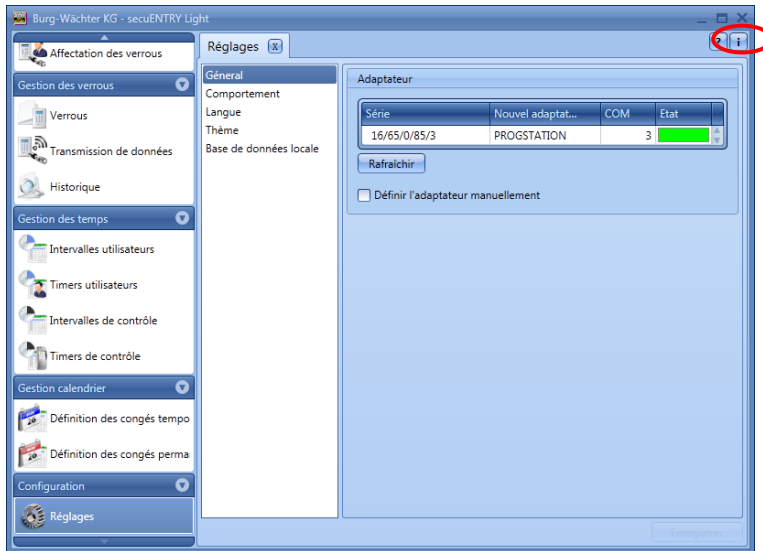 Burg-Wächter KG - secuENTRY Light
Affectation des verrous
Gestion des verrous
Verrous
Transmission de données
Historique
Gestion des temps
Intervalles utilisateurs
Timers utilisateurs
Intervalles de contrôle
Timers de contrôle
Gestion calendrier
Définition des congés tempo
Définition des congés perma
Configuration
Réglages
Réglages x
? i
Géneral
Comportement
Langue
Thème
Base de données locale
Adaptateur
Série Nouvel adaptat... COM Etat
16/65/0/85/3 PROGSTATION 3
Rafraîchir
Définir l'adaptateur manuellement
Enregistrer